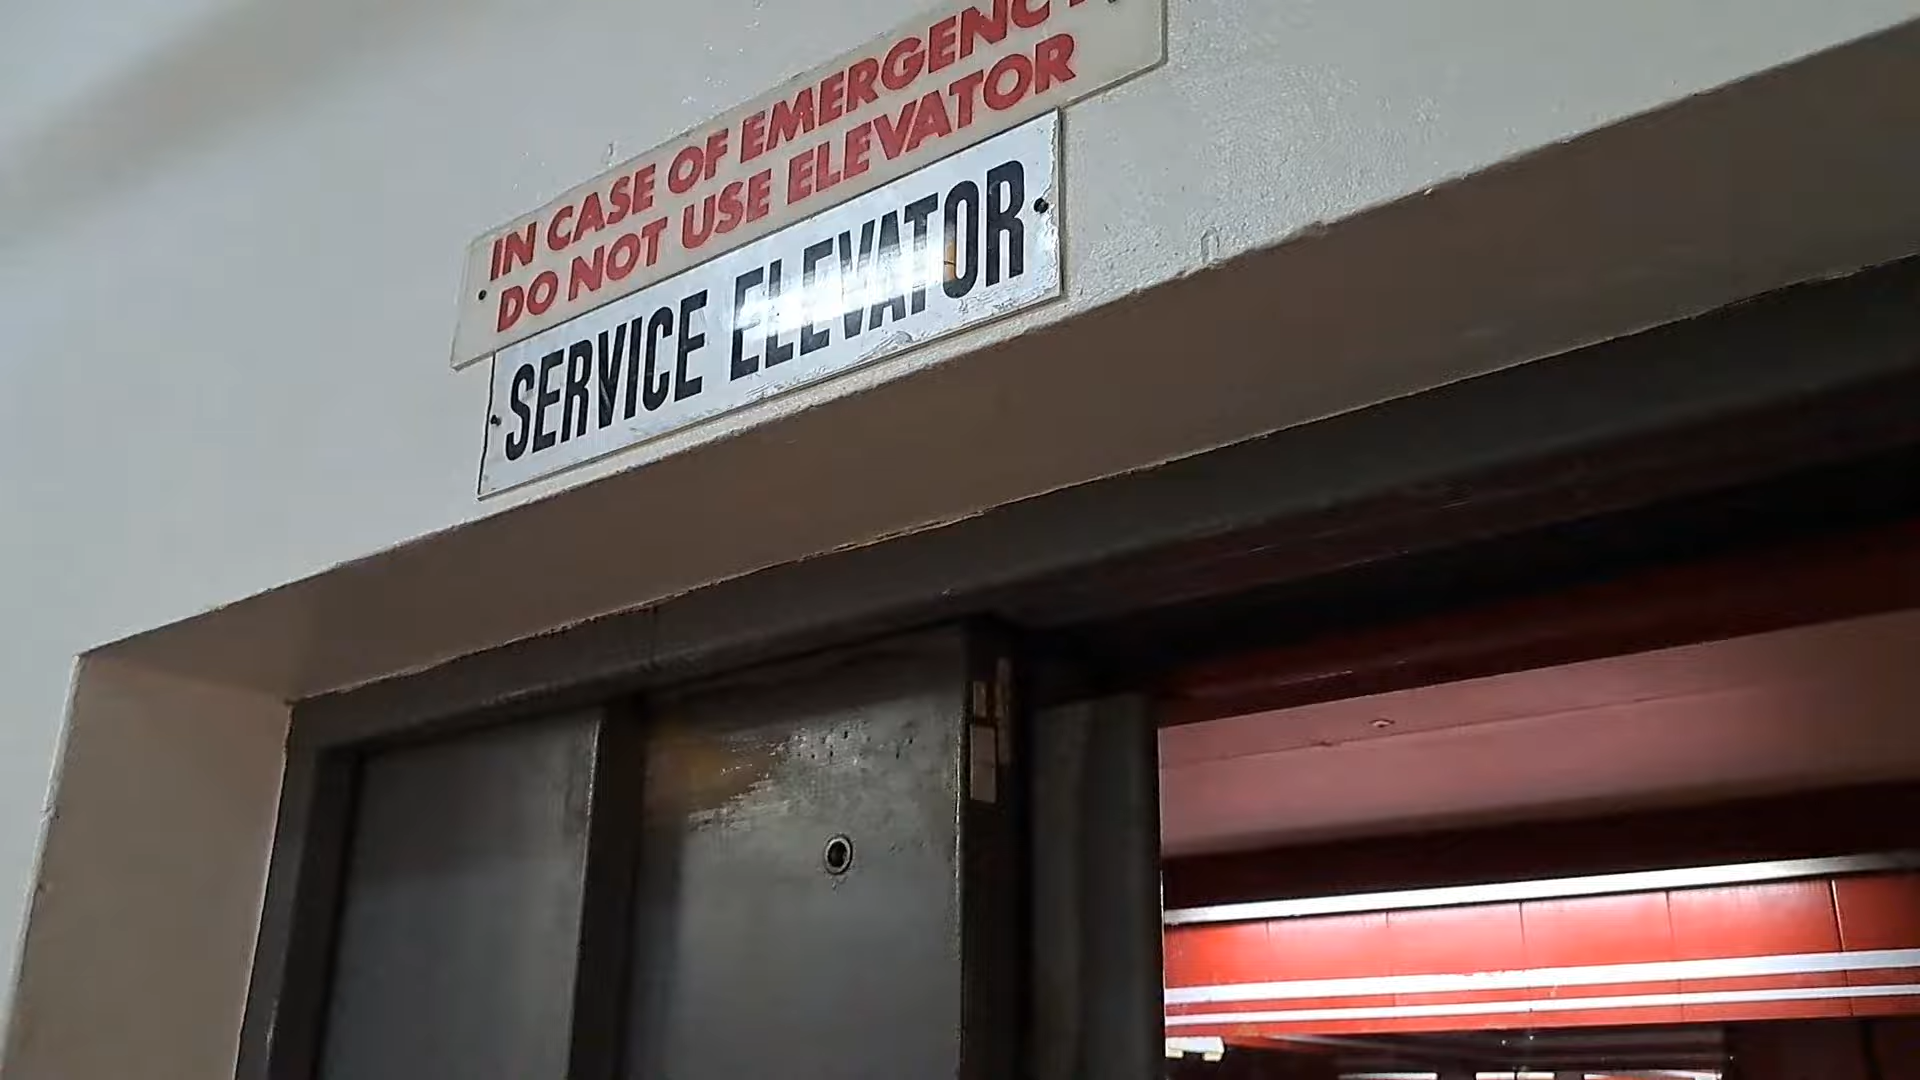 IN CASE OF EMERGENCY
DO NOT USE ELEVATOR
SERVICE ELEVATOR